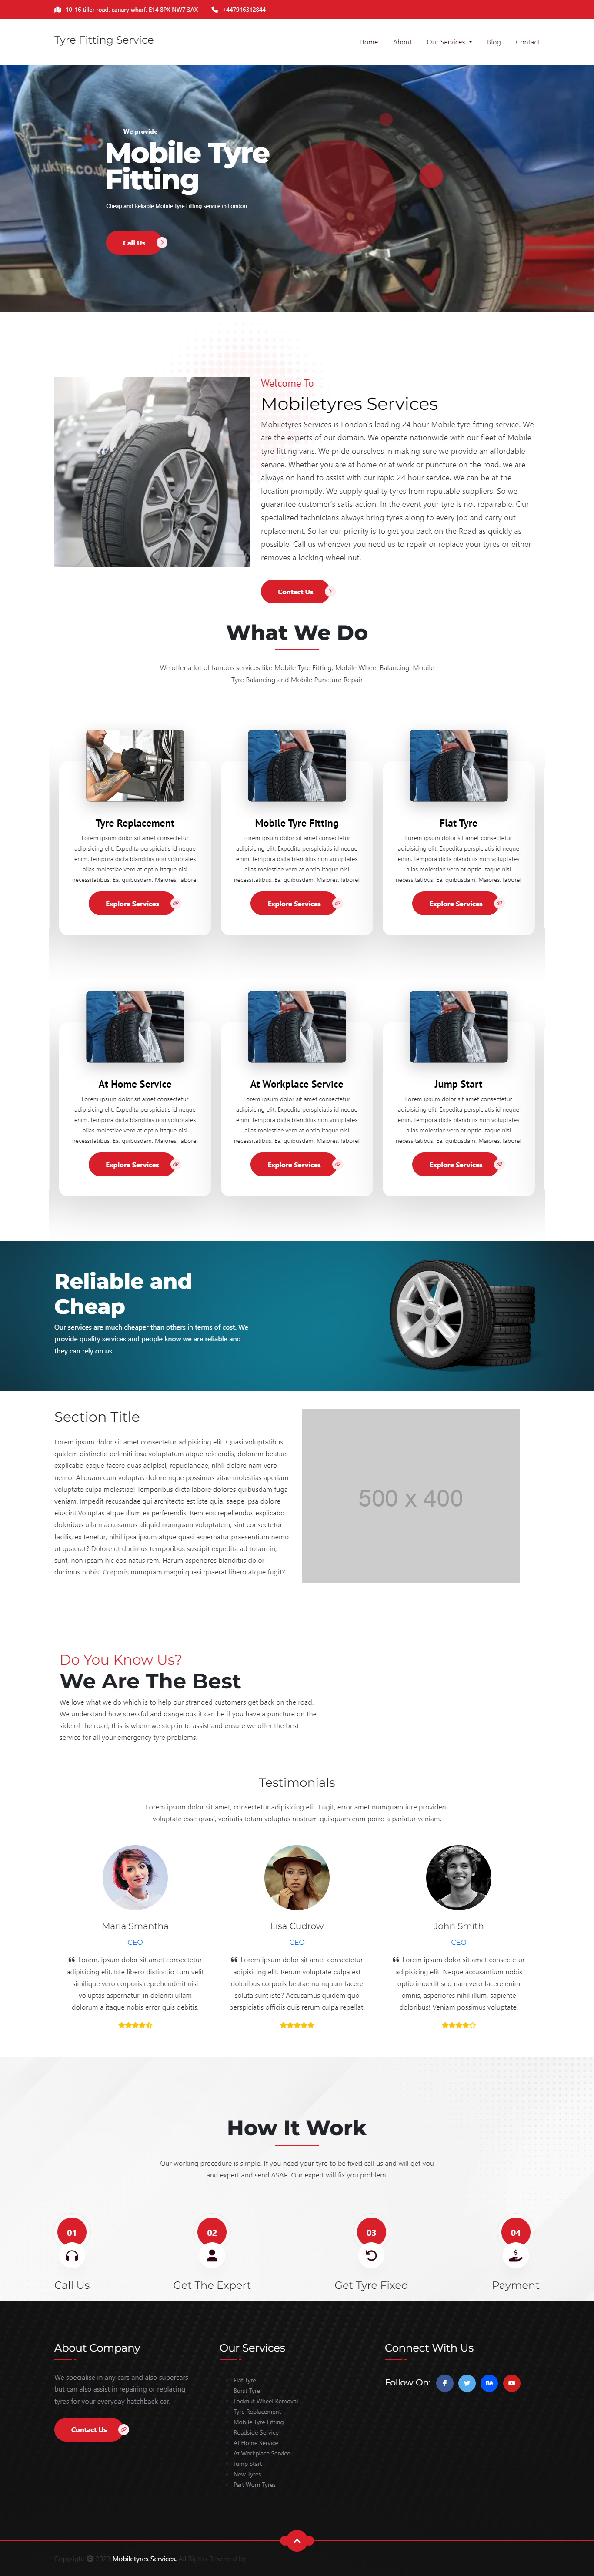 10-16 tiller road, canary wharf, E14 8PX NW7 3AX +447916312844
Tyre Fitting Service
Home About Our Services Blog Contact
We provide
Mobile Tyre
Fitting
Cheap and Reliable Mobile Tyre Fitting service in London
Call Us
Welcome To
Mobiletyres Services
Mobiletyres Services is London's leading 24 hour Mobile tyre fitting service. We
are the experts of our domain. We operate nationwide with our fleet of Mobile
tyre fitting vans. We pride ourselves in making sure we provide an affordable
service. Whether you are at home or at work or puncture on the road. we are
always on hand to assist with our rapid 24 hour service. We can be at the
location promptly. We supply quality tyres from reputable suppliers. So we
guarantee customer's satisfaction. In the event your tyre is not repairable. Our
specialized technicians always bring tyres along to every job and carry out
replacement. So far our priority is to get you back on the Road as quickly as
possible. Call us whenever you need us to repair or replace your tyres or either
removes a locking wheel nut.
Contact Us
What We Do
We offer a lot of famous services like Mobile Tyre Fitting, Mobile Wheel Balancing, Mobile
Tyre Balancing and Mobile Puncture Repair
Tyre Replacement
Lorem ipsum dolor sit amet consectetur
adipisicing elit. Expedita perspiciatis id neque
enim, tempora dicta blanditiis non voluptates
alias molestiae vero at optio itaque nisi
necessitatibus. Ea, quibusdam. Maiores, labore!
Explore Services
Mobile Tyre Fitting
Lorem ipsum dolor sit amet consectetur
adipisicing elit. Expedita perspiciatis id neque
enim, tempora dicta blanditiis non voluptates
alias molestiae vero at optio itaque nisi
necessitatibus. Ea, quibusdam. Maiores, labore!
Explore Services
Flat Tyre
Lorem ipsum dolor sit amet consectetur
adipisicing elit. Expedita perspiciatis id neque
enim, tempora dicta blanditiis non voluptates
alias molestiae vero at optio itaque nisi
necessitatibus. Ea, quibusdam. Maiores, labore!
Explore Services
At Home Service
Lorem ipsum dolor sit amet consectetur
adipisicing elit. Expedita perspiciatis id neque
enim, tempora dicta blanditiis non voluptates
alias molestiae vero at optio itaque nisi
necessitatibus. Ea, quibusdam. Maiores, labore!
Explore Services
At Workplace Service
Lorem ipsum dolor sit amet consectetur
adipisicing elit. Expedita perspiciatis id neque
enim, tempora dicta blanditiis non voluptates
alias molestiae vero at optio itaque nisi
necessitatibus. Ea, quibusdam. Maiores, labore!
Explore Services
Jump Start
Lorem ipsum dolor sit amet consectetur
adipisicing elit. Expedita perspiciatis id neque
enim, tempora dicta blanditiis non voluptates
alias molestiae vero at optio itaque nisi
necessitatibus. Ea, quibusdam. Maiores, labore!
Explore Services
Reliable and
Cheap
Our services are much cheaper than others in terms of cost. We
provide quality services and people know we are reliable and
they can rely on us.
Section Title
Lorem ipsum dolor sit amet consectetur adipisicing elit. Quasi voluptatibus
quidem distinctio deleniti ipsa voluptatum atque reiciendis, dolorem beatae
explicabo eaque facere quas adipisci, repudiandae, nihil dolore nam vero
nemo! Aliquam cum voluptas doloremque possimus vitae molestias aperiam
voluptate culpa molestiae! Temporibus dicta labore dolores quibusdam fuga
veniam. Impedit recusandae qui architecto est iste quia, saepe ipsa dolore
eius in! Voluptas atque illum ex perferendis. Rem eos repellendus explicabo
doloribus ullam accusamus aliquid numquam voluptatem, sint consectetur
facilis, ex tenetur, nihil ipsa ipsum atque quasi aspernatur praesentium nemo
ut quaerat? Dolore ut ducimus temporibus suscipit expedita ad totam in,
sunt, non ipsam hic eos natus rem. Harum asperiores blanditiis dolor
ducimus nobis! Corporis numquam magni quasi quaerat libero atque fugit?
500 x 400
Do You Know Us?
We Are The Best
We love what we do which is to help our stranded customers get back on the road.
We understand how stressful and dangerous it can be if you have a puncture on the
side of the road, this is where we step in to assist and ensure we offer the best
service for all your emergency tyre problems.
Testimonials
Lorem ipsum dolor sit amet, consectetur adipisicing elit. Fugit, error amet numquam iure provident
voluptate esse quasi, veritatis totam voluptas nostrum quisquam eum porro a pariatur veniam.
Maria Smantha
CEO
Lorem, ipsum dolor sit amet consectetur
adipisicing elit. Iste libero distinctio cum velit
similique vero corporis reprehenderit nisi
voluptas aspernatur, in deleniti ullam
dolorum a itaque nobis error quis debitis.
Lisa Cudrow
CEO
Lorem ipsum dolor sit amet consectetur
adipisicing elit. Rerum voluptate culpa est
doloribus corporis beatae numquam facere
soluta sunt iste? Accusamus quidem quo
perspiciatis officiis quis rerum culpa repellat.
John Smith
CEO
Lorem ipsum dolor sit amet consectetur
adipisicing elit. Neque accusantium nobis
optio impedit sed nam vero facere enim
omnis, asperiores nihil illum, sapiente
doloribus! Veniam possimus voluptate.
How It Work
Our working procedure is simple. If you need your tyre to be fixed call us and will get you
and expert and send ASAP. Our expert will fix you problem.
01 02 03 04
Call Us Get The Expert Get Tyre Fixed Payment
About Company
We specialise in any cars and also supercars
but can also assist in repairing or replacing
tyres for your everyday hatchback car.
Contact Us
Our Services
Flat Tyre
Burst Tyre
Locknut Wheel Removal
Tyre Replacement
Mobile Tyre Fitting
Roadside Service
At Home Service
At Workplace Service
Jump Start
New Tyres
Part Worn Tyres
Connect With Us
Follow On:
Copyright © 2023 Mobiletyres Services. All Rights Reserved by